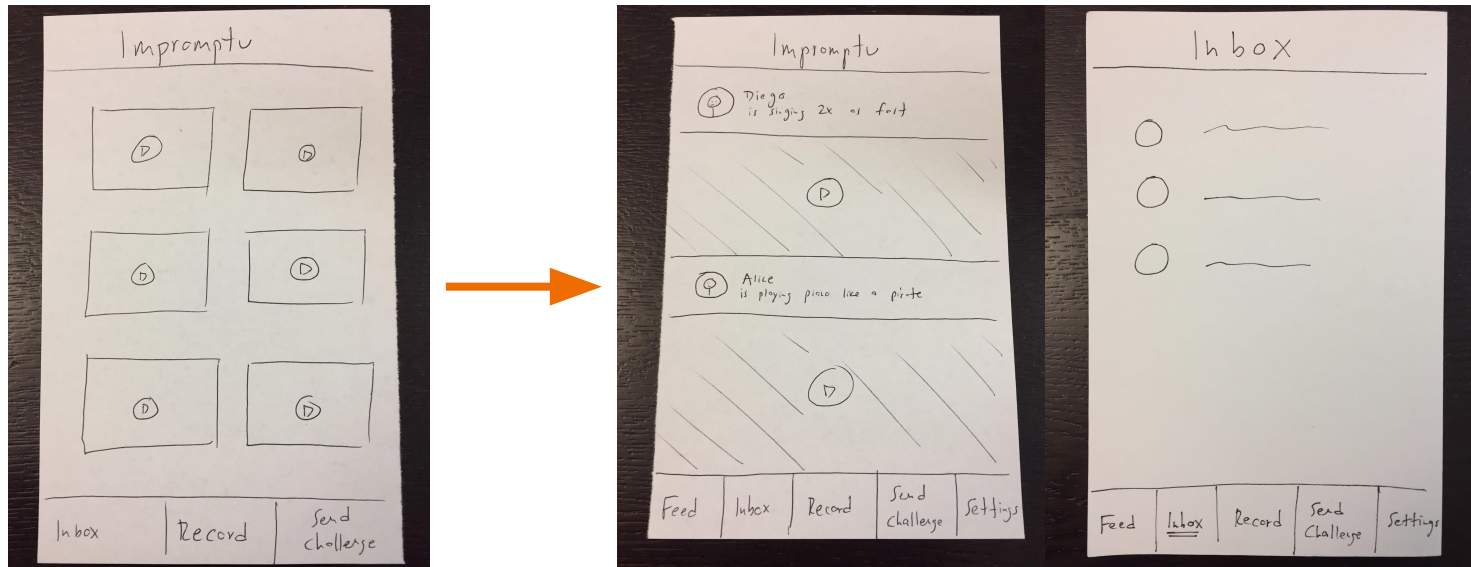 Impromptu
Inbox
Record
Send
Challenge
Impromptu
Diego
is singing 2x as fast
Alice
is playing piano like a pirate
Feed
Inbox
Record
Send
Challenge
Settings
Inbox
Feed
Inbox
Record
Send
Challenge
Settings